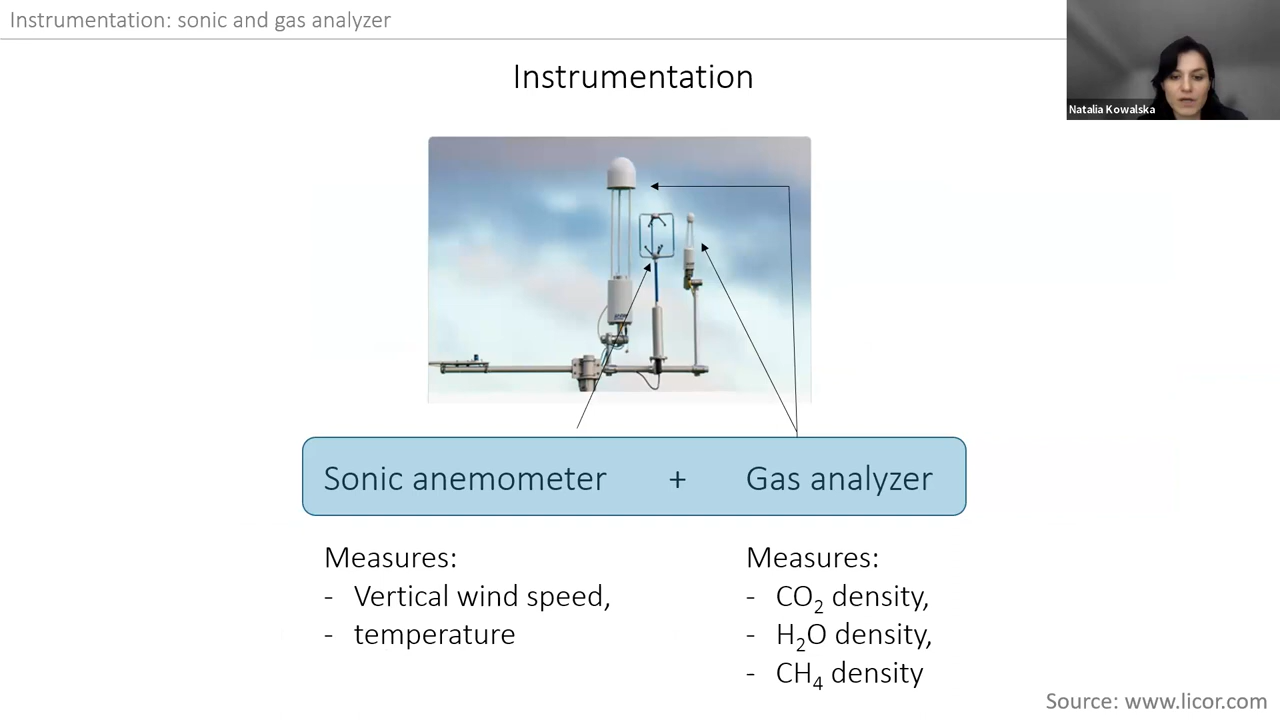 Instrumentation: sonic and gas analyzer
Instrumentation
Natalia Kowalska
Sonic anemometer + Gas analyzer
Measures:
- Vertical wind speed,
- temperature
Measures:
- CO₂ density,
- H₂O density,
- CH₄ density
Source: www.licor.com